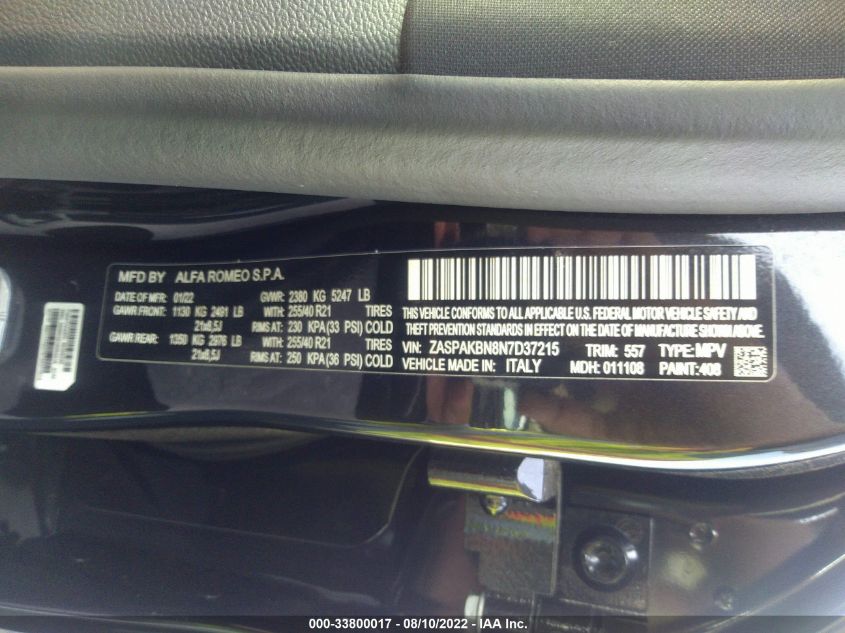 MFD BY ALFA ROMEO S.P.A.
DATE OF MFR: 01/22 GVWR: 2380 KG 5247 LB
GAWR FRONT: 1130 KG 2491 LB WITH: 255/40 R21 TIRES
21x8,5J RIMS AT: 230 KPA (33 PSI) COLD
GAWR REAR: 1350 KG 2976 LB WITH: 255/40 R21 TIRES
21x8,5J RIMS AT: 250 KPA (36 PSI) COLD
THIS VEHICLE CONFORMS TO ALL APPLICABLE U.S. FEDERAL MOTOR VEHICLE SAFETY AND
THEFT PREVENTION STANDARDS IN EFFECT ON THE DATE OF MANUFACTURE SHOWN ABOVE.
VIN: ZASPAKBN8N7D37215 TRIM: 557 TYPE: MPV
VEHICLE MADE IN: ITALY MDH: 011108 PAINT: 408
000-33800017 - 08/10/2022 - IAA Inc.